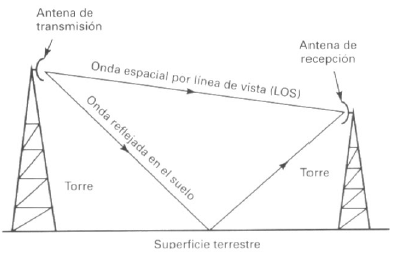 Antena de
transmisión
Antena de
recepción
Onda espacial por línea de vista (LOS)
Onda reflejada en el suelo
Torre
Torre
Superficie terrestre